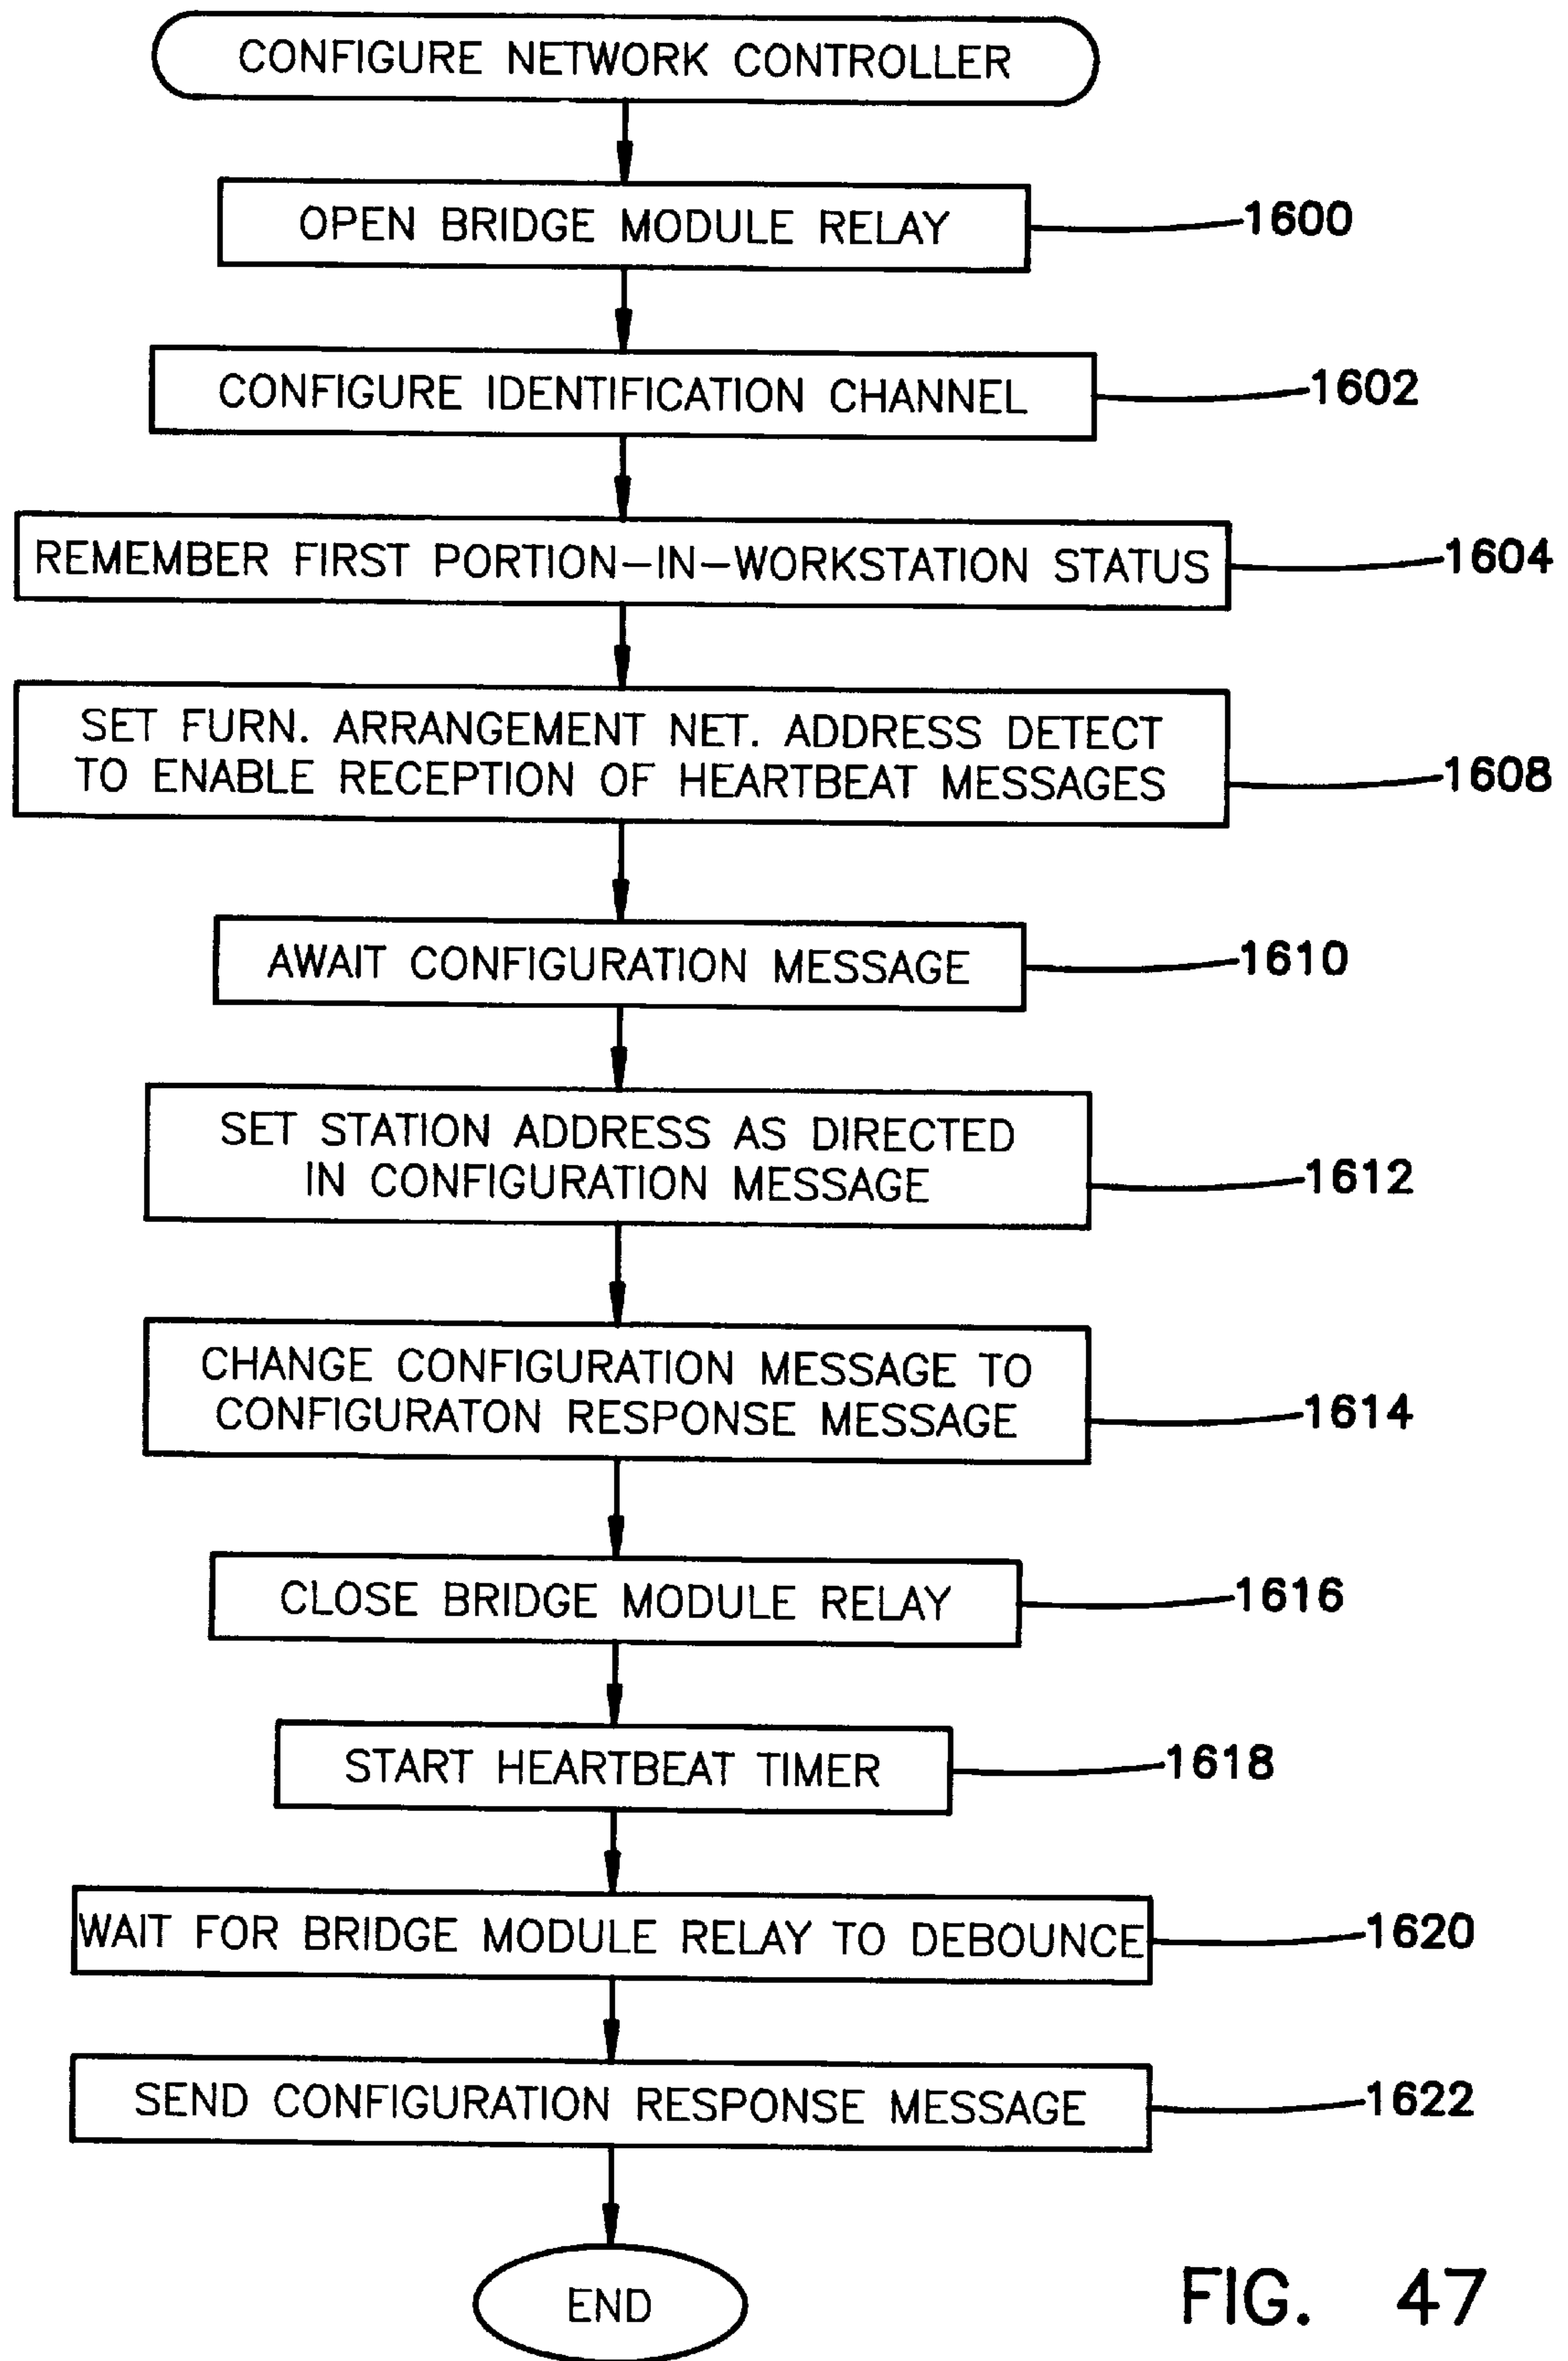 CONFIGURE NETWORK CONTROLLER
OPEN BRIDGE MODULE RELAY
1600
CONFIGURE IDENTIFICATION CHANNEL
1602
REMEMBER FIRST PORTION-IN-WORKSTATION STATUS
1604
SET FURN. ARRANGEMENT NET. ADDRESS DETECT
TO ENABLE RECEPTION OF HEARTBEAT MESSAGES
1608
AWAIT CONFIGURATION MESSAGE
1610
SET STATION ADDRESS AS DIRECTED
IN CONFIGURATION MESSAGE
1612
CHANGE CONFIGURATION MESSAGE TO
CONFIGURATON RESPONSE MESSAGE
1614
CLOSE BRIDGE MODULE RELAY
1616
START HEARTBEAT TIMER
1618
WAIT FOR BRIDGE MODULE RELAY TO DEBOUNCE
1620
SEND CONFIGURATION RESPONSE MESSAGE
1622
END
FIG. 47